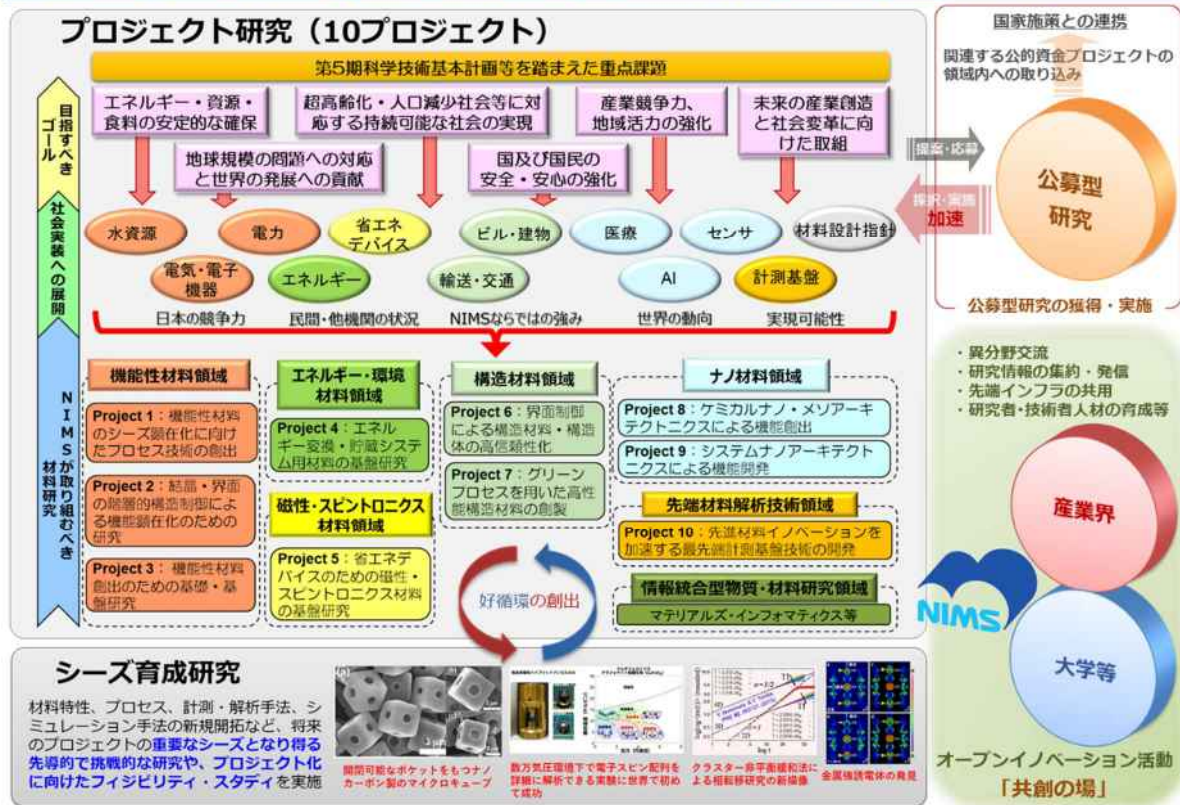 プロジェクト研究（10プロジェクト）
第5期科学技術基本計画等を踏まえた重点課題
目指すべき
ゴール
エネルギー・資源・
食料の安定的な確保
超高齢化・人口減少社会等に対
応する持続可能な社会の実現
産業競争力、
地域活力の強化
未来の産業創造
と社会変革に向
けた取組
地球規模の問題への対応
と世界の発展への貢献
国及び国民の
安全・安心の強化
社会実装への展開
水資源
電力
省エネ
デバイス
ビル・建物
医療
センサ
材料設計指針
電気・電子
機器
エネルギー
輸送・交通
AI
計測基盤
日本の競争力
民間・他機関の状況
NIMSならではの強み
世界の動向
実現可能性
NIMSが取り組むべき
材料研究
機能性材料領域
Project 1：機能性材料
のシーズ顕在化に向け
たプロセス技術の創出
Project 2：結晶・界面
の階層的構造制御によ
る機能顕在化のための
研究
Project 3：機能性材料
創出のための基礎・基
盤研究
エネルギー・環境
材料領域
Project 4：エネル
ギー変換・貯蔵システ
ム用材料の基盤研究
磁性・スピントロニクス
材料領域
Project 5：省エネデ
バイスのための磁性・
スピントロニクス材料
の基盤研究
構造材料領域
Project 6：界面制御
による構造材料・構造
体の高信頼性化
Project 7：グリーン
プロセスを用いた高性
能構造材料の創製
ナノ材料領域
Project 8：ケミカルナノ・メソアーキ
テクトニクスによる機能創出
Project 9：システムナノアーキテクト
ニクスによる機能開発
先端材料解析技術領域
Project 10：先進材料イノベーションを
加速する最先端計測基盤技術の開発
情報統合型物質・材料研究領域
マテリアルズ・インフォマティクス等
好循環の創出
シーズ育成研究
材料特性、プロセス、計測・解析手法、シ
ミュレーション手法の新規開拓など、将来
のプロジェクトの重要なシーズとなり得る
先導的で挑戦的な研究や、プロジェクト化
に向けたフィジビリティ・スタディを実施
開閉可能なポケットをもつナノ
カーボン製のマイクロキューブ
数万気圧環境下で電子スピン配列を
詳細に解析できる実験に世界で初め
て成功
クラスター非平衡緩和法に
よる相転移研究の新描像
金属強誘電体の発見
国家施策との連携
関連する公的資金プロジェクトの
領域内への取り込み
提案・応募
採択・実施
加速
公募型
研究
公募型研究の獲得・実施
・異分野交流
・研究情報の集約・発信
・先端インフラの共用
・研究者・技術者人材の育成等
産業界
NIMS
大学等
オープンイノベーション活動
「共創の場」